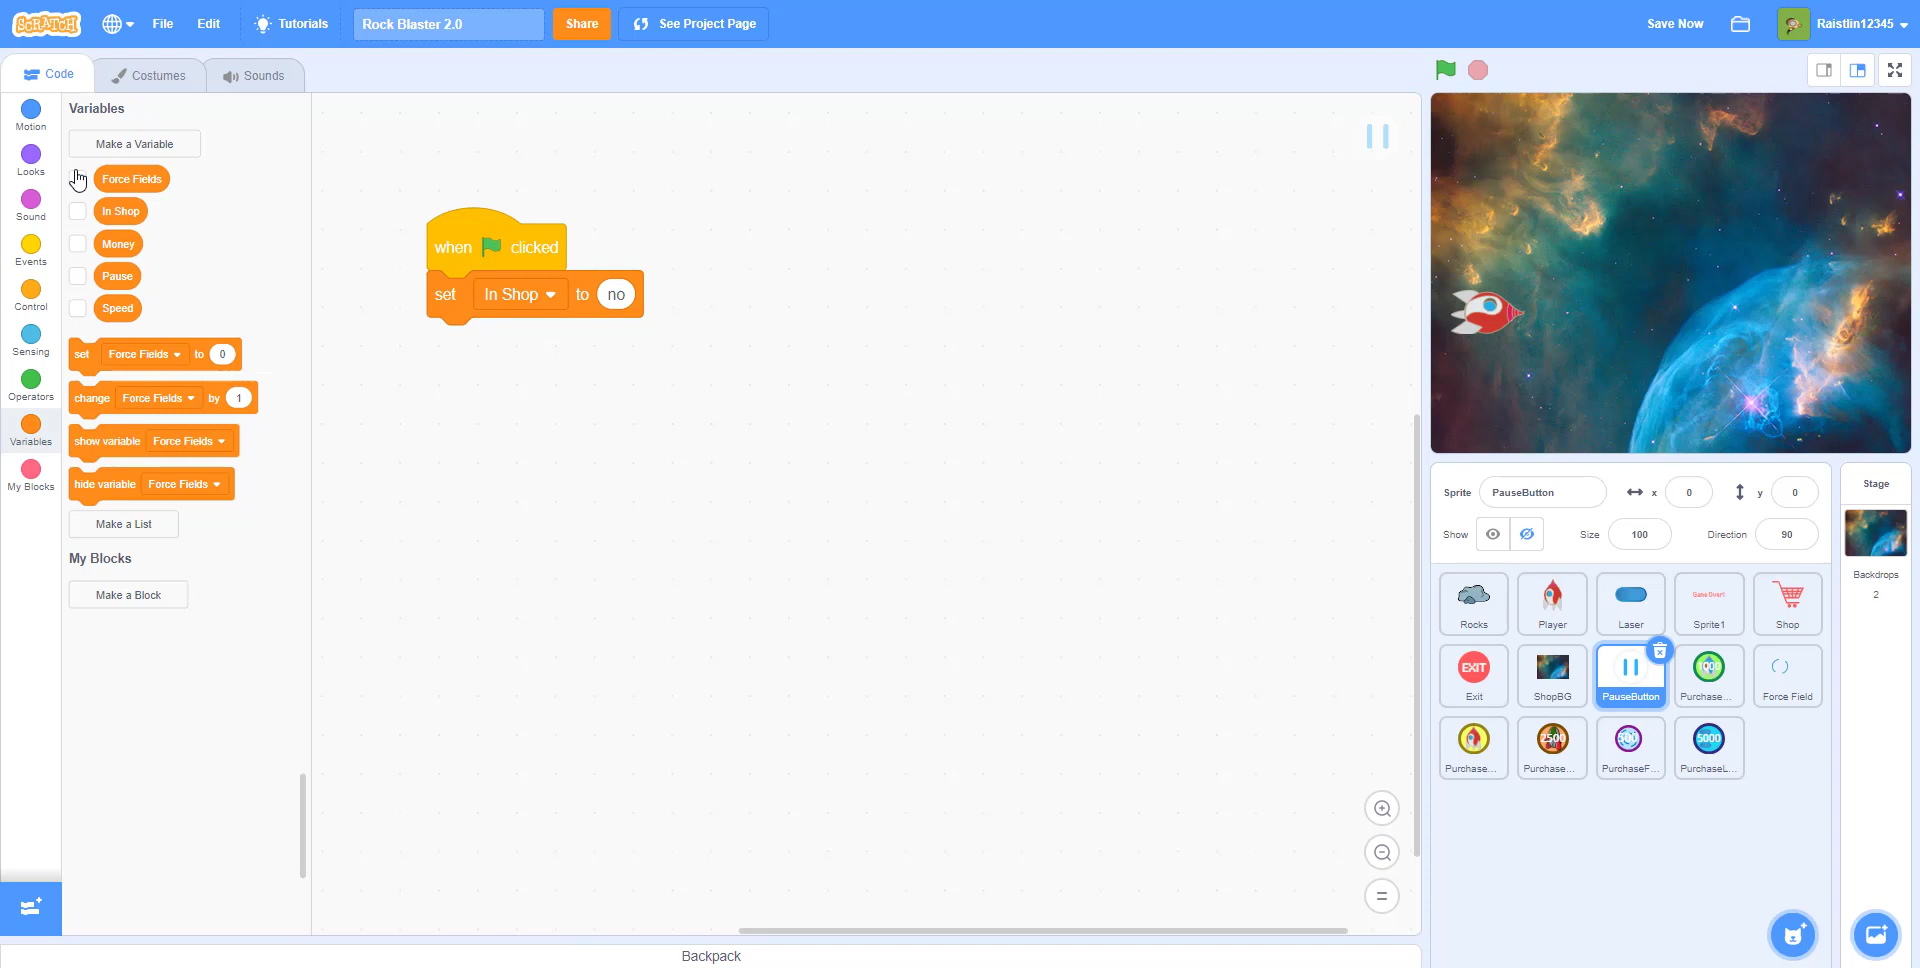 SCRATCH
File
Edit
Tutorials
Rock Blaster 2.0
Share
See Project Page
Save Now
Raistlin12345
Code
Costumes
Sounds
Motion
Looks
Sound
Events
Control
Sensing
Operators
Variables
My Blocks
Variables
Make a Variable
Force Fields
In Shop
Money
Pause
Speed
set Force Fields to 0
change Force Fields by 1
show variable Force Fields
hide variable Force Fields
Make a List
My Blocks
Make a Block
when clicked
set In Shop to no
Backpack
Sprite PauseButton x 0 y 0
Show Size 100 Direction 90
Rocks
Player
Laser
Game Over!
Sprite1
Shop
EXIT
Exit
ShopBG
PauseButton
1000
Purchase...
Force Field
Purchase...
2500
Purchase...
500
PurchaseF...
5000
PurchaseL...
Stage
Backdrops
2